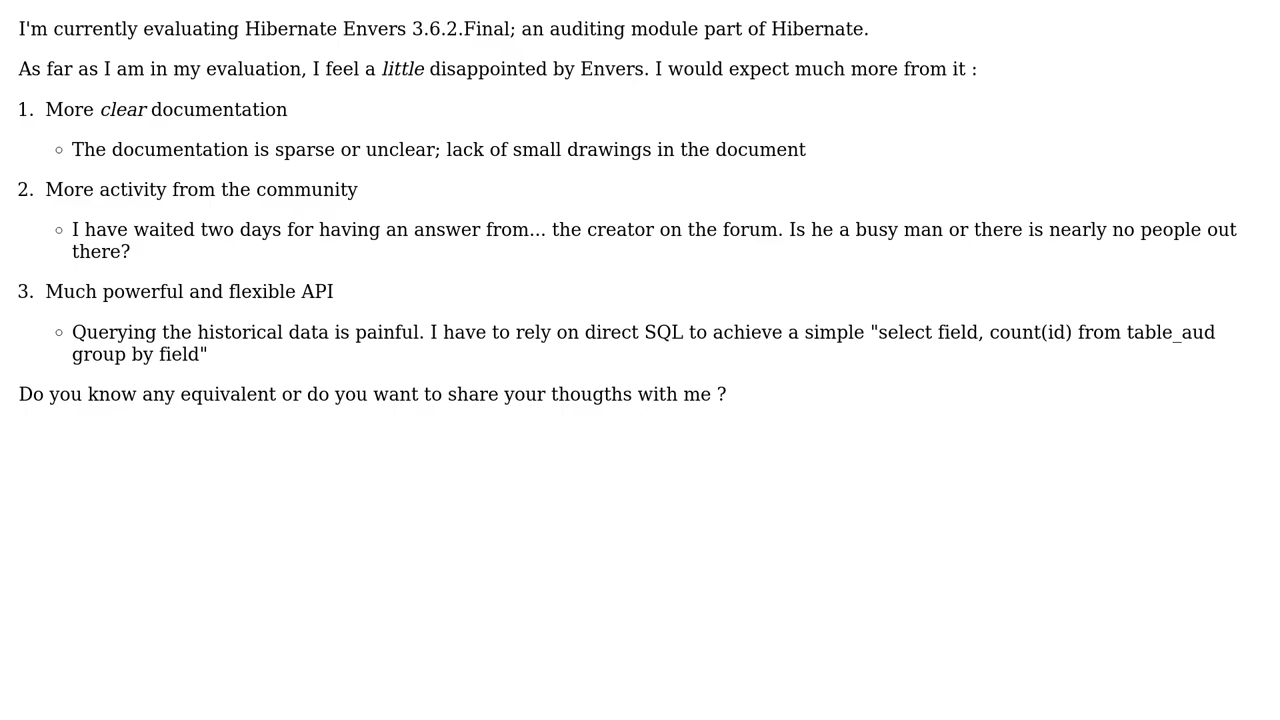 I'm currently evaluating Hibernate Envers 3.6.2.Final; an auditing module part of Hibernate.
As far as I am in my evaluation, I feel a little disappointed by Envers. I would expect much more from it :
1. More clear documentation
◦ The documentation is sparse or unclear; lack of small drawings in the document
2. More activity from the community
◦ I have waited two days for having an answer from... the creator on the forum. Is he a busy man or there is nearly no people out
there?
3. Much powerful and flexible API
◦ Querying the historical data is painful. I have to rely on direct SQL to achieve a simple "select field, count(id) from table_aud
group by field"
Do you know any equivalent or do you want to share your thougths with me ?